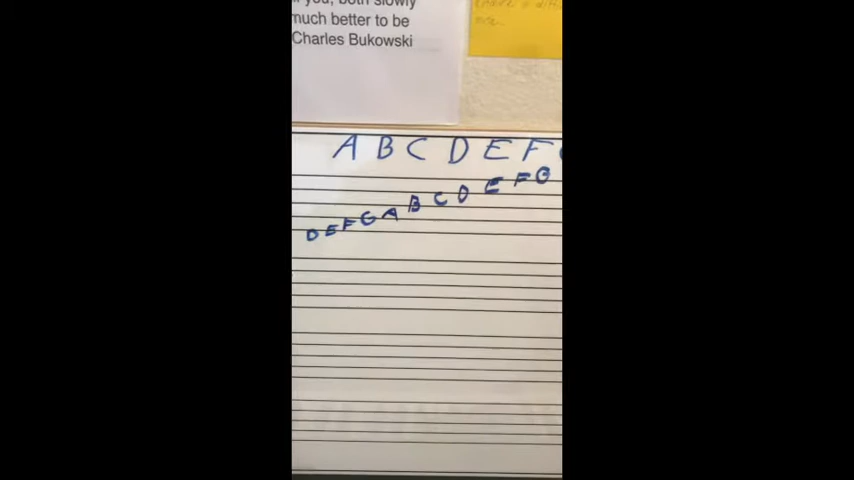 you, both slowly
much better to be
Charles Bukowski
A B C D E F
D E F G A B C D E F G